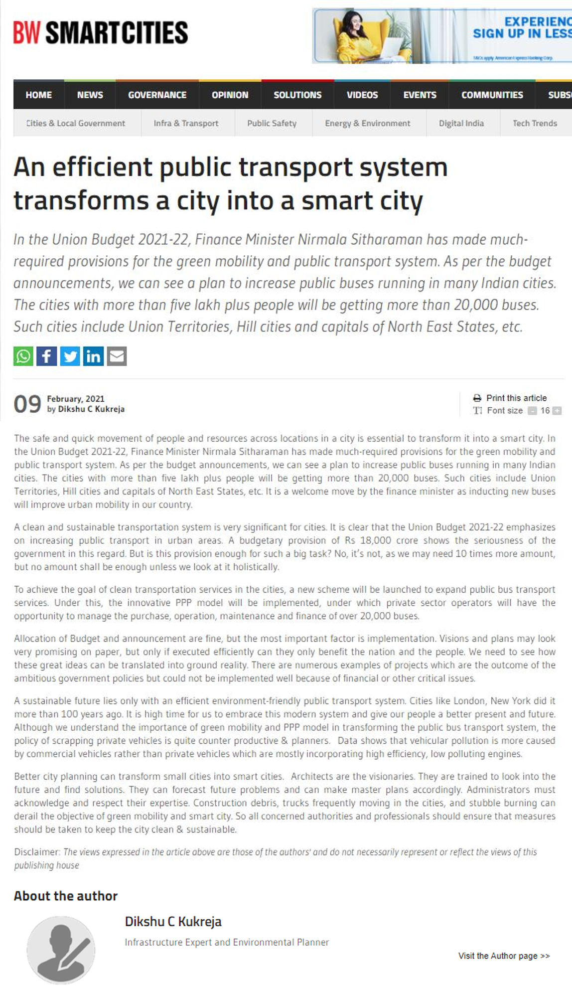 BW SMARTCITIES
EXPERIENC
SIGN UP IN LESS
T&Cs apply. American Express Banking Corp.
HOME NEWS GOVERNANCE OPINION SOLUTIONS VIDEOS EVENTS COMMUNITIES SUBS
Cities & Local Government Infra & Transport Public Safety Energy & Environment Digital India Tech Trends
An efficient public transport system
transforms a city into a smart city
In the Union Budget 2021-22, Finance Minister Nirmala Sitharaman has made much-
required provisions for the green mobility and public transport system. As per the budget
announcements, we can see a plan to increase public buses running in many Indian cities.
The cities with more than five lakh plus people will be getting more than 20,000 buses.
Such cities include Union Territories, Hill cities and capitals of North East States, etc.
09 February, 2021
by Dikshu C Kukreja
Print this article
Font size - 16 +
The safe and quick movement of people and resources across locations in a city is essential to transform it into a smart city. In
the Union Budget 2021-22, Finance Minister Nirmala Sitharaman has made much-required provisions for the green mobility and
public transport system. As per the budget announcements, we can see a plan to increase public buses running in many Indian
cities. The cities with more than five lakh plus people will be getting more than 20,000 buses. Such cities include Union
Territories, Hill cities and capitals of North East States, etc. It is a welcome move by the finance minister as inducting new buses
will improve urban mobility in our country.
A clean and sustainable transportation system is very significant for cities. It is clear that the Union Budget 2021-22 emphasizes
on increasing public transport in urban areas. A budgetary provision of Rs 18,000 crore shows the seriousness of the
government in this regard. But is this provision enough for such a big task? No, it's not, as we may need 10 times more amount,
but no amount shall be enough unless we look at it holistically.
To achieve the goal of clean transportation services in the cities, a new scheme will be launched to expand public bus transport
services. Under this, the innovative PPP model will be implemented, under which private sector operators will have the
opportunity to manage the purchase, operation, maintenance and finance of over 20,000 buses.
Allocation of Budget and announcement are fine, but the most important factor is implementation. Visions and plans may look
very promising on paper, but only if executed efficiently can they only benefit the nation and the people. We need to see how
these great ideas can be translated into ground reality. There are numerous examples of projects which are the outcome of the
ambitious government policies but could not be implemented well because of financial or other critical issues.
A sustainable future lies only with an efficient environment-friendly public transport system. Cities like London, New York did it
more than 100 years ago. It is high time for us to embrace this modern system and give our people a better present and future.
Although we understand the importance of green mobility and PPP model in transforming the public bus transport system, the
policy of scrapping private vehicles is quite counter productive & planners. Data shows that vehicular pollution is more caused
by commercial vehicles rather than private vehicles which are mostly incorporating high efficiency, low polluting engines.
Better city planning can transform small cities into smart cities. Architects are the visionaries. They are trained to look into the
future and find solutions. They can forecast future problems and can make master plans accordingly. Administrators must
acknowledge and respect their expertise. Construction debris, trucks frequently moving in the cities, and stubble burning can
derail the objective of green mobility and smart city. So all concerned authorities and professionals should ensure that measures
should be taken to keep the city clean & sustainable.
Disclaimer: The views expressed in the article above are those of the authors' and do not necessarily represent or reflect the views of this
publishing house
About the author
Dikshu C Kukreja
Infrastructure Expert and Environmental Planner
Visit the Author page >>